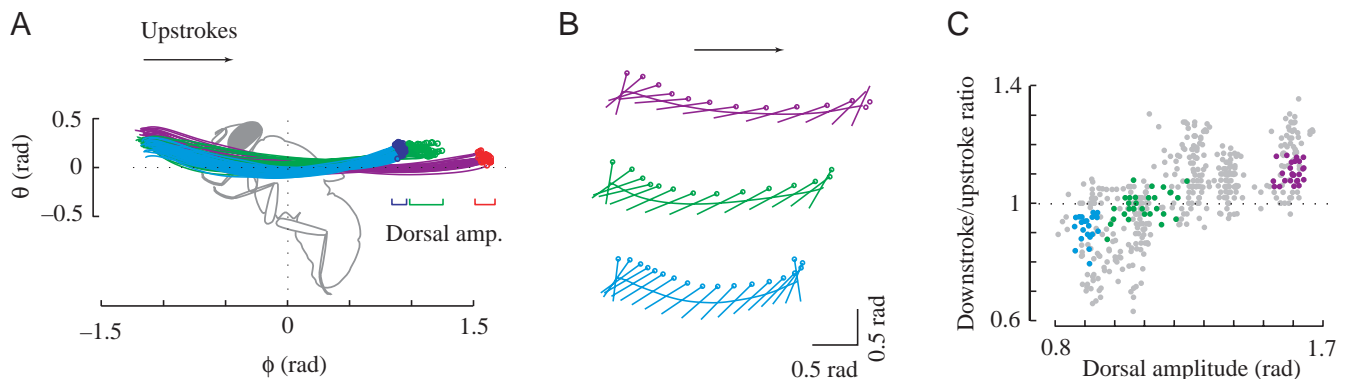 A
Upstrokes
θ (rad)
0.5
0
−0.5
Dorsal amp.
−1.5
0
1.5
ϕ (rad)
B
0.5 rad
0.5 rad
C
Downstroke/upstroke ratio
1.4
1
0.6
0.8
1.7
Dorsal amplitude (rad)